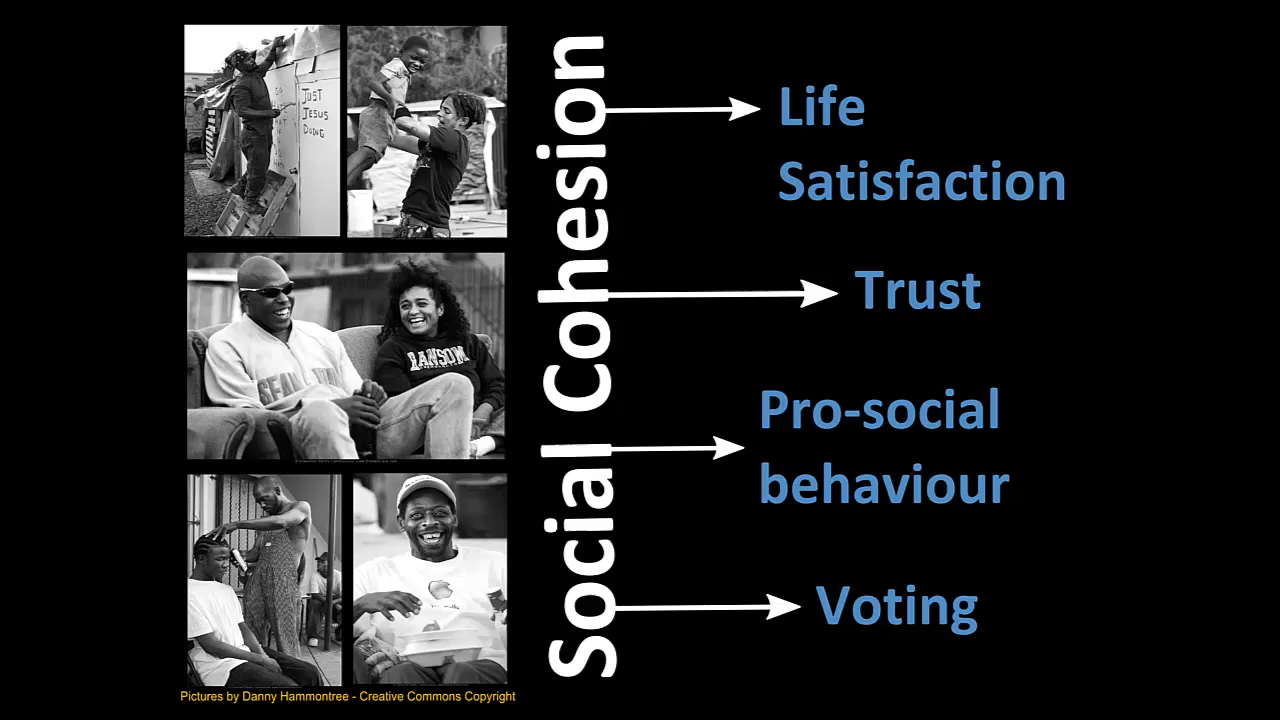 JUST
JESUS
DOING
RANSOM
Social Cohesion
Life
Satisfaction
Trust
Pro-social
behaviour
Voting
Pictures by Danny Hammontree - Creative Commons Copyright